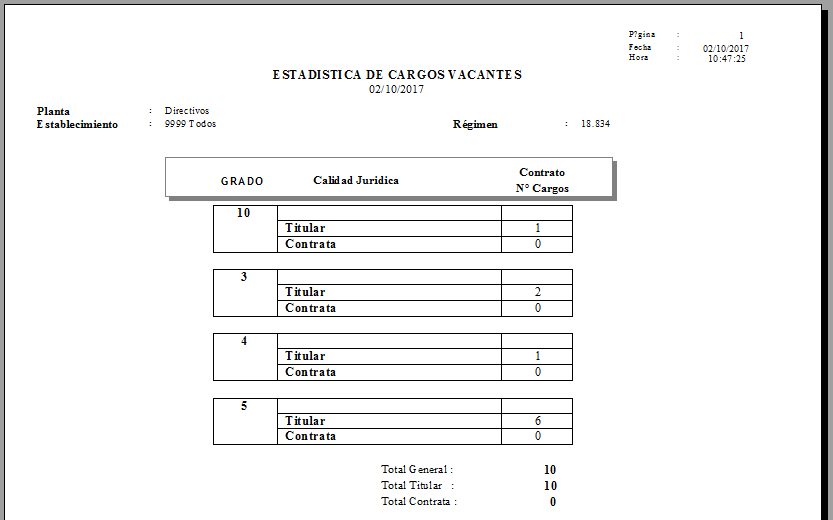 P?gina : 1
Fecha : 02/10/2017
Hora : 10:47:25
ESTADISTICA DE CARGOS VACANTES
02/10/2017
Planta : Directivos
Establecimiento : 9999 Todos Régimen : 18.834
GRADO Calidad Juridica Contrato
N° Cargos
10
Titular 1
Contrata 0
3
Titular 2
Contrata 0
4
Titular 1
Contrata 0
5
Titular 6
Contrata 0
Total General : 10
Total Titular : 10
Total Contrata : 0